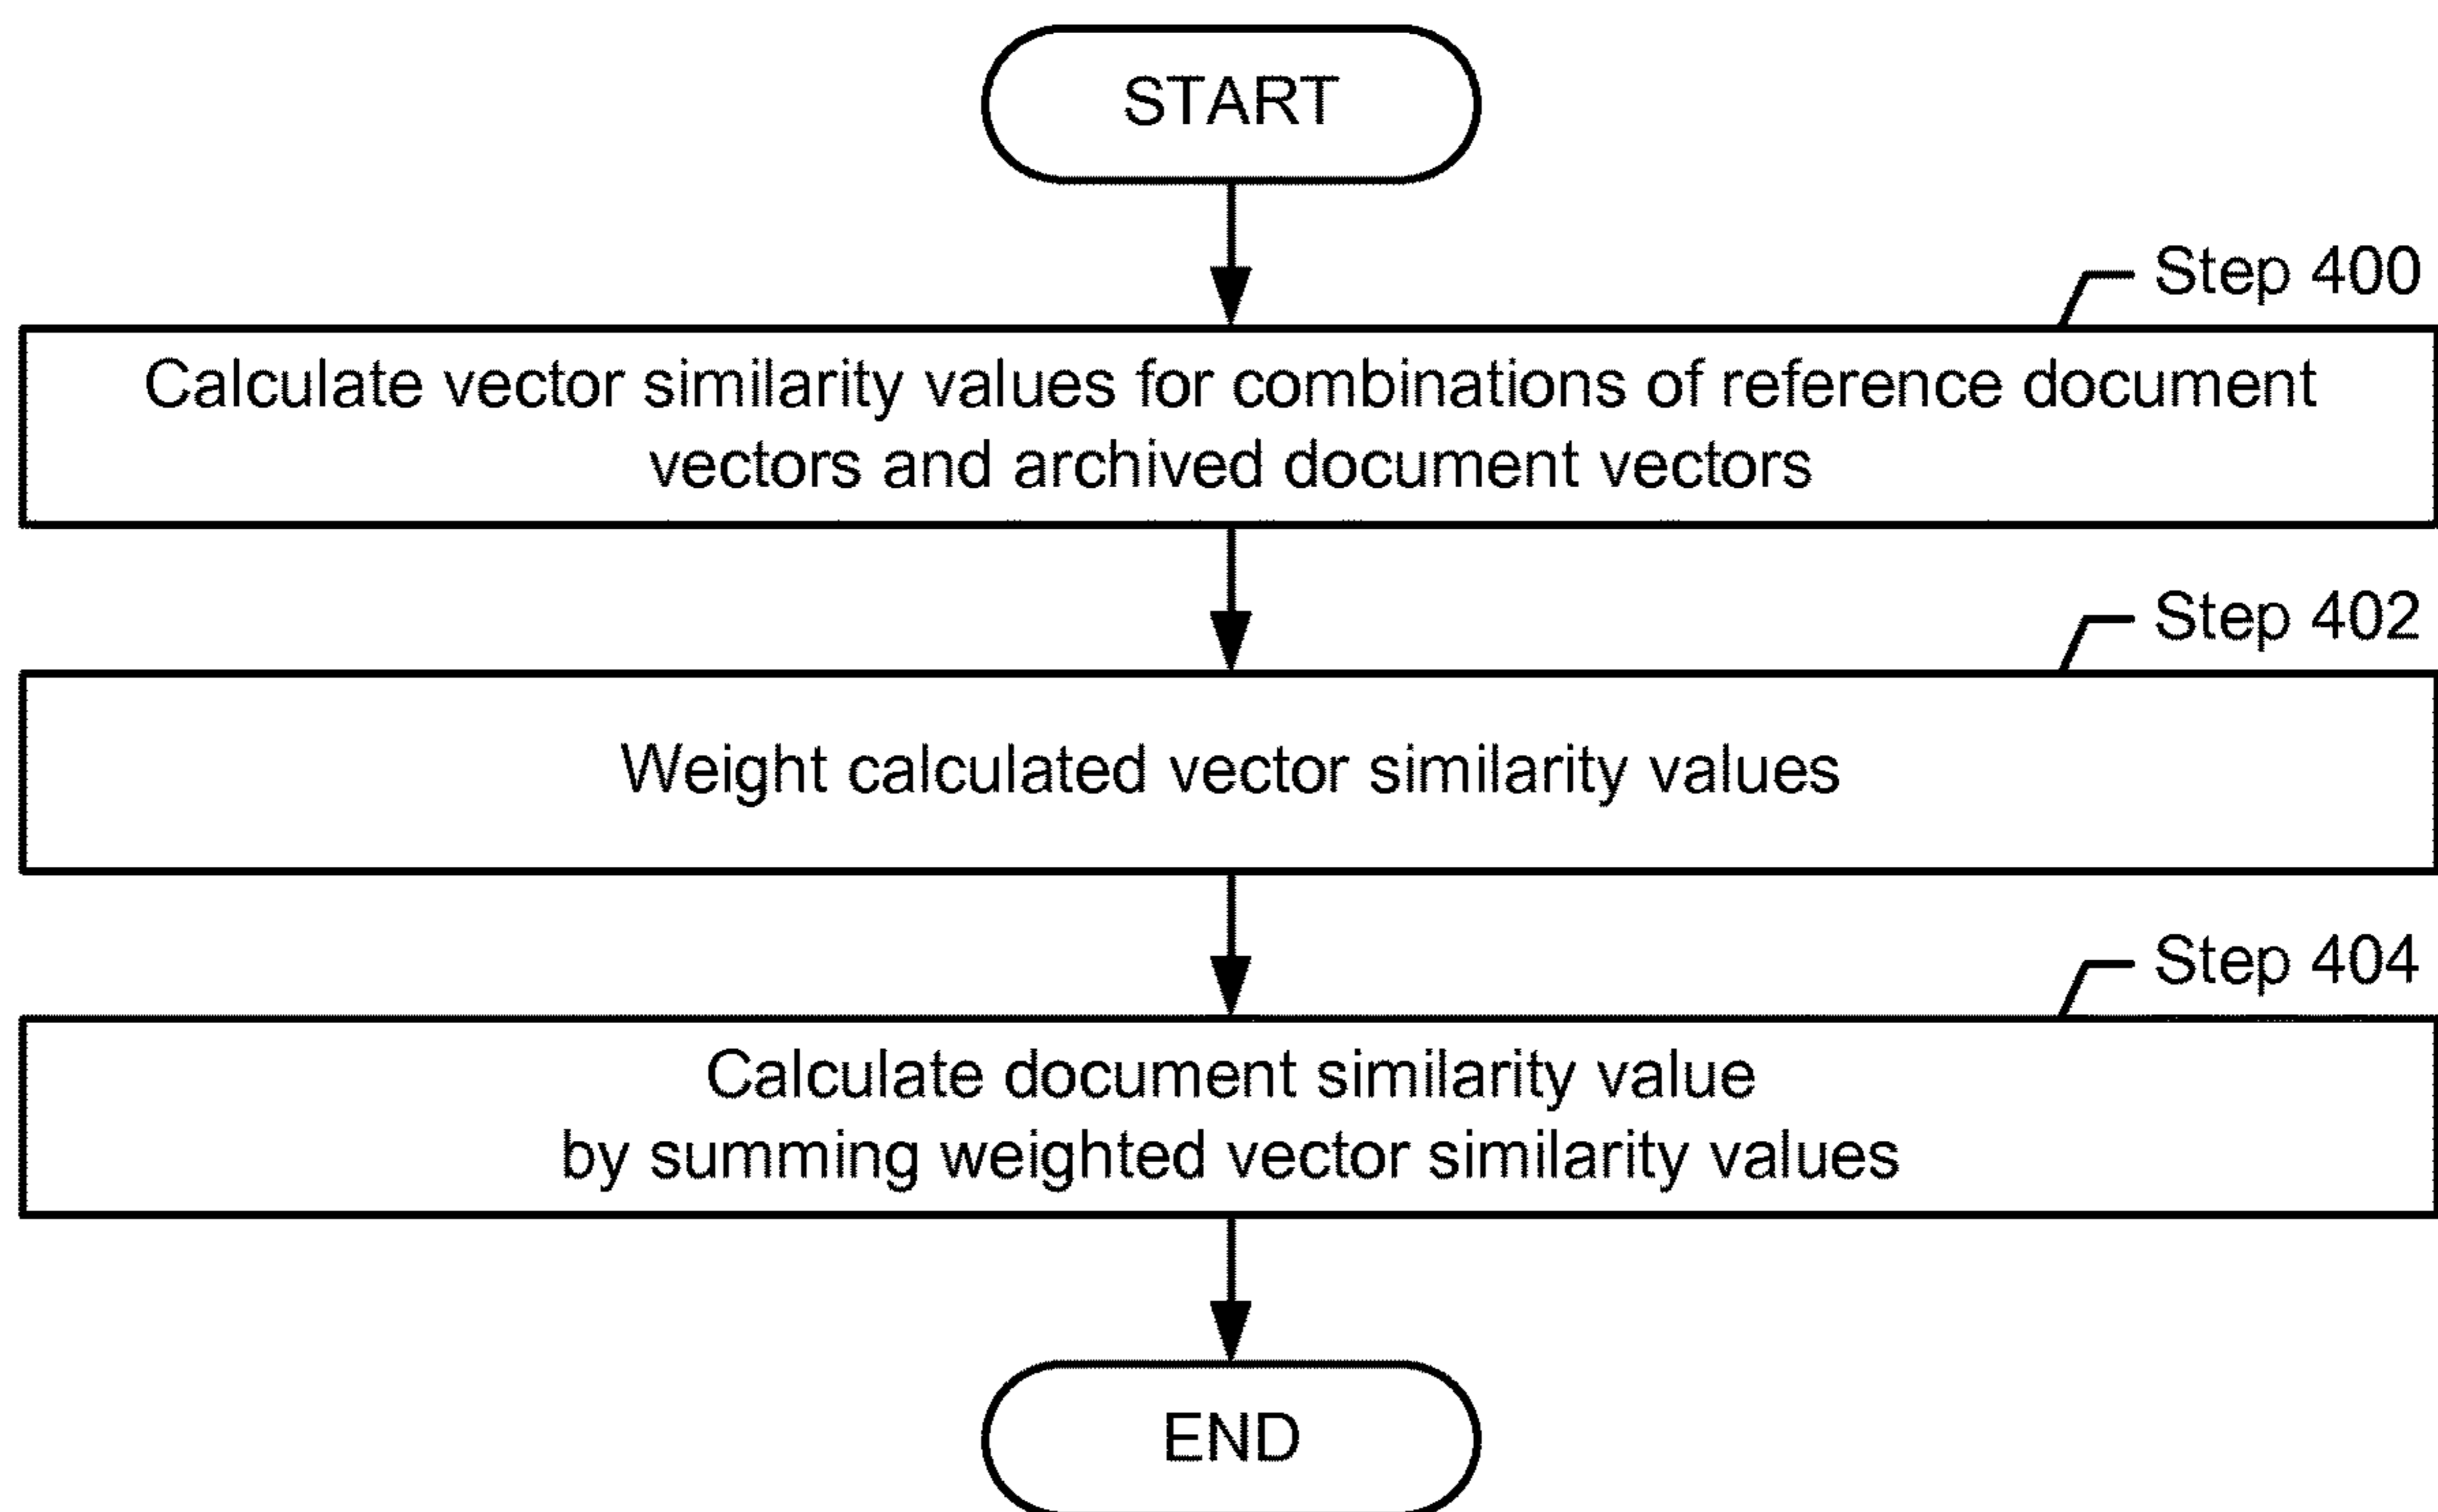 START
Step 400
Calculate vector similarity values for combinations of reference document
vectors and archived document vectors
Step 402
Weight calculated vector similarity values
Step 404
Calculate document similarity value
by summing weighted vector similarity values
END